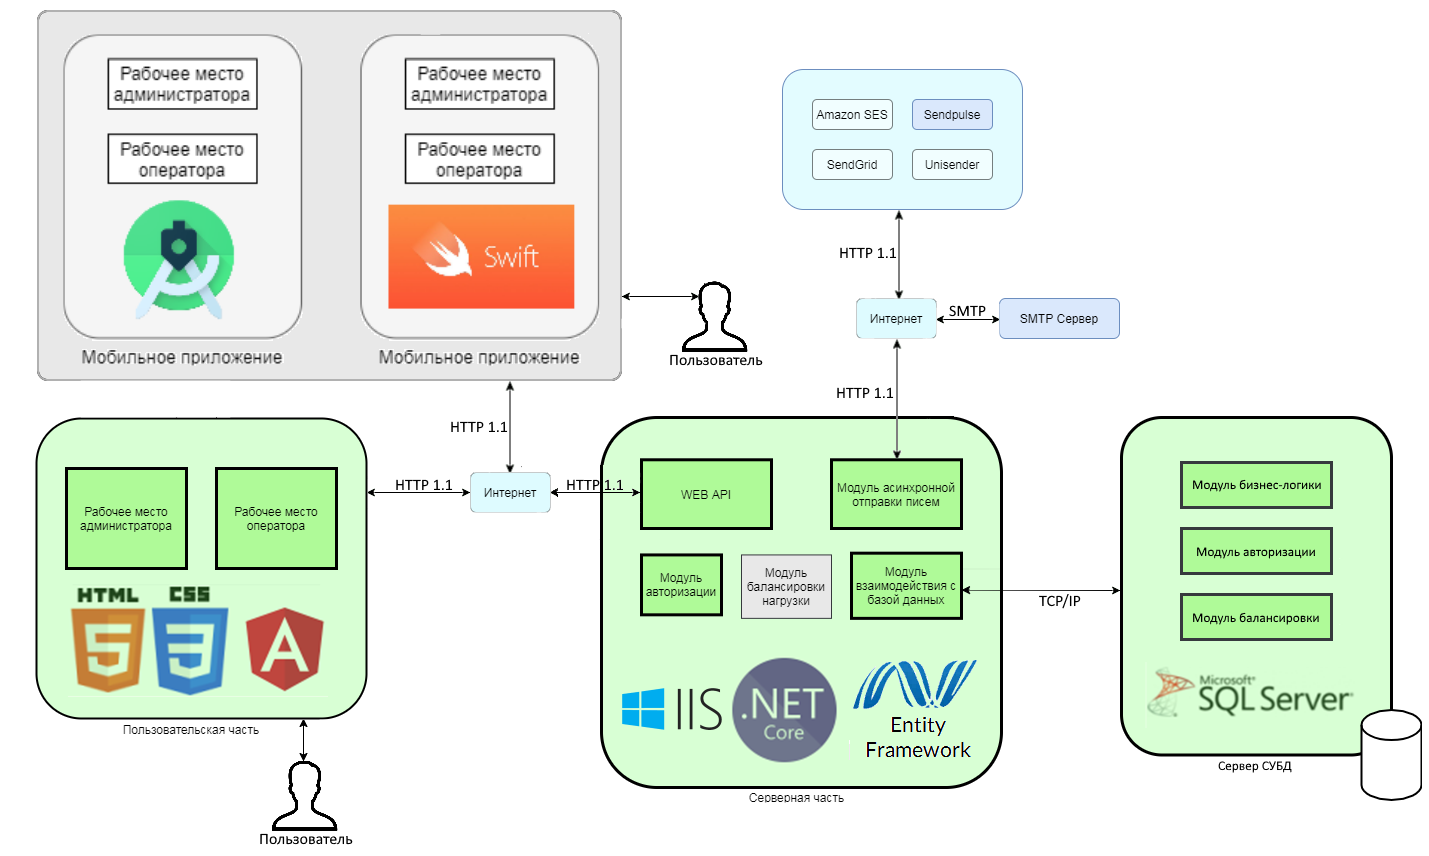 Рабочее место
администратора
Рабочее место
оператора
Мобильное приложение
Рабочее место
администратора
Рабочее место
оператора
Swift
Мобильное приложение
Пользователь
Amazon SES
Sendpulse
SendGrid
Unisender
HTTP 1.1
Интернет
SMTP
SMTP Сервер
HTTP 1.1
HTTP 1.1
HTTP 1.1
Интернет
HTTP 1.1
Рабочее место
администратора
Рабочее место
оператора
HTML
5
CSS
3
A
Пользовательская часть
Пользователь
WEB API
Модуль асинхронной
отправки писем
Модуль
авторизации
Модуль
балансировки
нагрузки
Модуль
взаимодействия с
базой данных
IIS
.NET
Core
Entity
Framework
Серверная часть
TCP/IP
Модуль бизнес-логики
Модуль авторизации
Модуль балансировки
Microsoft
SQL Server
Сервер СУБД